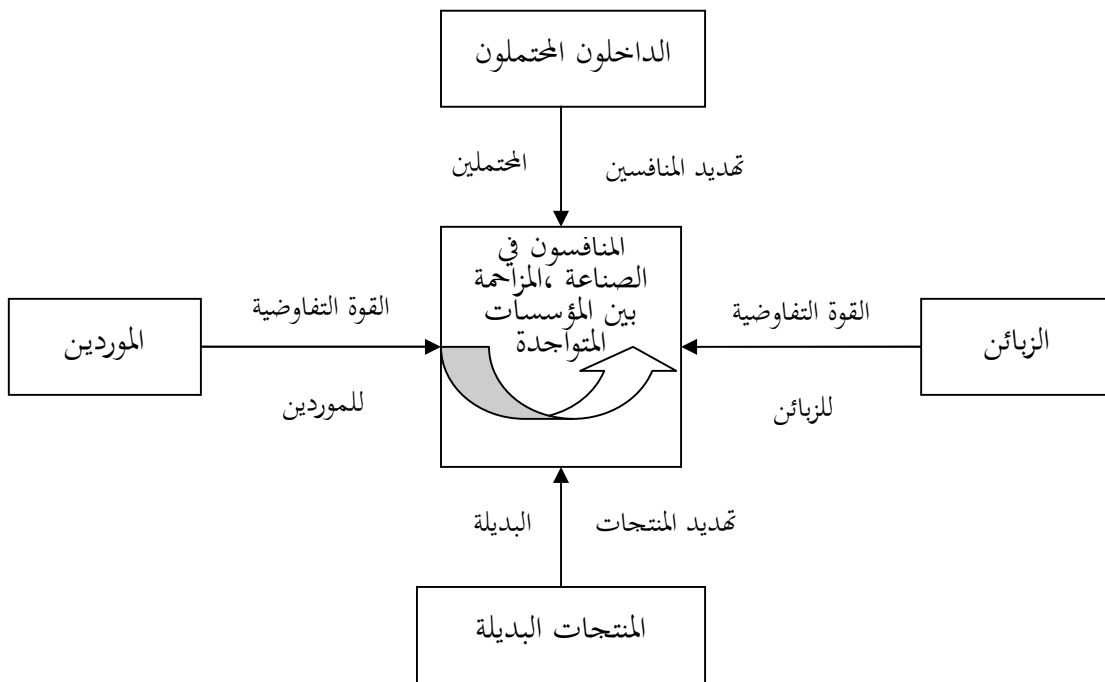 الداخلون المحتملون
تهديد المنافسين المحتملين
المنافسون في
الصناعة ،المزاحمة
بين المؤسسات
المتواجدة
الزبائن
القوة التفاوضية
للزبائن
القوة التفاوضية
للموردين
الموردين
تهديد المنتجات البديلة
المنتجات البديلة